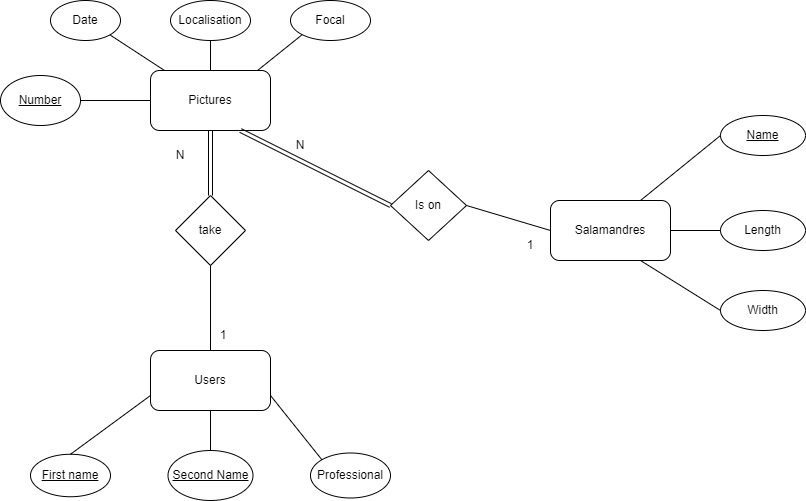 Date
Localisation
Focal
Number
Pictures
N
N
Name
Is on
take
Salamandres
Length
1
Width
1
Users
First name
Second Name
Professional